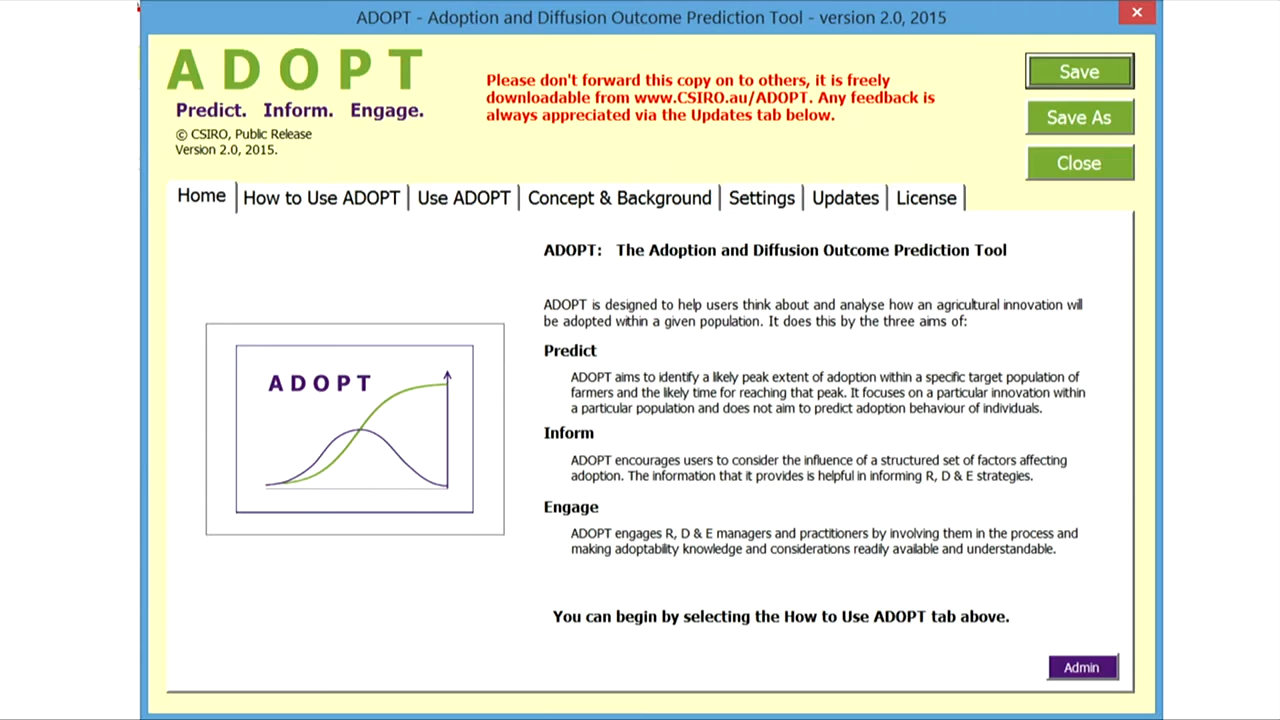 ADOPT - Adoption and Diffusion Outcome Prediction Tool - version 2.0, 2015
ADOPT
Predict. Inform. Engage.
© CSIRO, Public Release
Version 2.0, 2015.
Please don't forward this copy on to others, it is freely
downloadable from www.CSIRO.au/ADOPT. Any feedback is
always appreciated via the Updates tab below.
Save
Save As
Close
Home How to Use ADOPT Use ADOPT Concept & Background Settings Updates License
ADOPT: The Adoption and Diffusion Outcome Prediction Tool
ADOPT is designed to help users think about and analyse how an agricultural innovation will
be adopted within a given population. It does this by the three aims of:
Predict
ADOPT aims to identify a likely peak extent of adoption within a specific target population of
farmers and the likely time for reaching that peak. It focuses on a particular innovation within
a particular population and does not aim to predict adoption behaviour of individuals.
Inform
ADOPT encourages users to consider the influence of a structured set of factors affecting
adoption. The information that it provides is helpful in informing R, D & E strategies.
Engage
ADOPT engages R, D & E managers and practitioners by involving them in the process and
making adoptability knowledge and considerations readily available and understandable.
ADOPT
You can begin by selecting the How to Use ADOPT tab above.
Admin